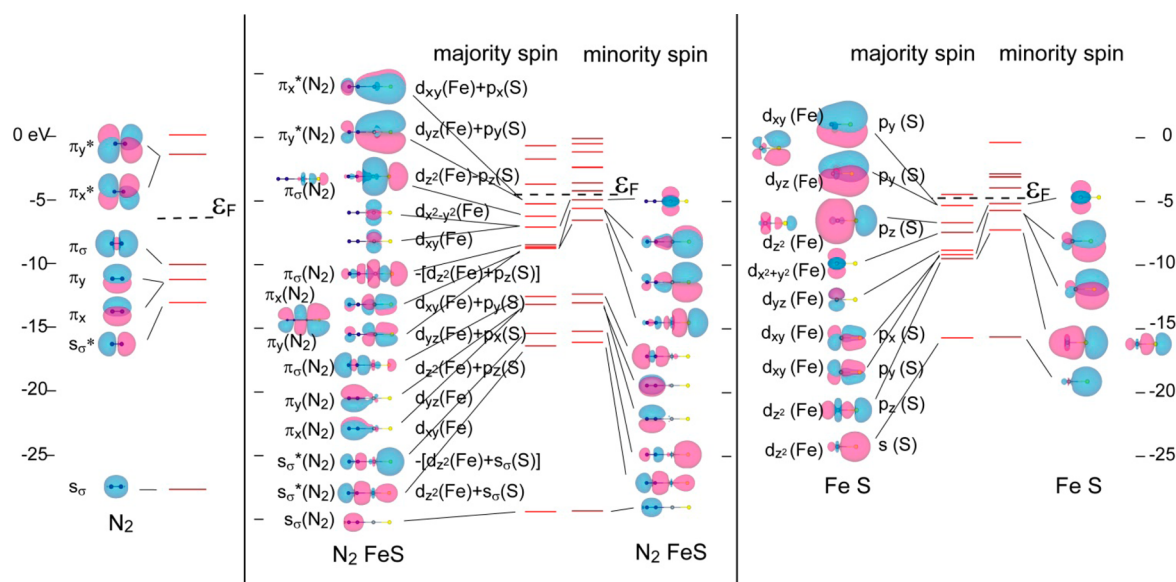 0 eV
-5
-10
-15
-20
-25
πy*
πx*
εF
πσ
πy
πx
sσ*
sσ
N2
majority spin
minority spin
πx*(N2) dxy(Fe)+px(S)
πy*(N2) dyz(Fe)+py(S)
πσ(N2) dz2(Fe)-pz(S)
εF
dx2-y2(Fe)
dxy(Fe)
πσ(N2) -[dz2(Fe)+pz(S)]
πx(N2) dxy(Fe)+py(S)
πy(N2) dyz(Fe)+px(S)
πσ(N2) dz2(Fe)+pz(S)
πy(N2) dyz(Fe)
πx(N2) dxy(Fe)
sσ*(N2) -[dz2(Fe)+sσ(S)]
sσ*(N2) dz2(Fe)+sσ(S)
sσ(N2)
N2 FeS
N2 FeS
majority spin
minority spin
dxy(Fe) py(S)
dyz(Fe) py(S)
εF
dz2(Fe) pz(S)
dx2+y2(Fe)
dyz(Fe)
dxy(Fe) px(S)
dxy(Fe) py(S)
dz2(Fe) pz(S)
dz2(Fe) s(S)
Fe S
Fe S
0
-5
-10
-15
-20
-25